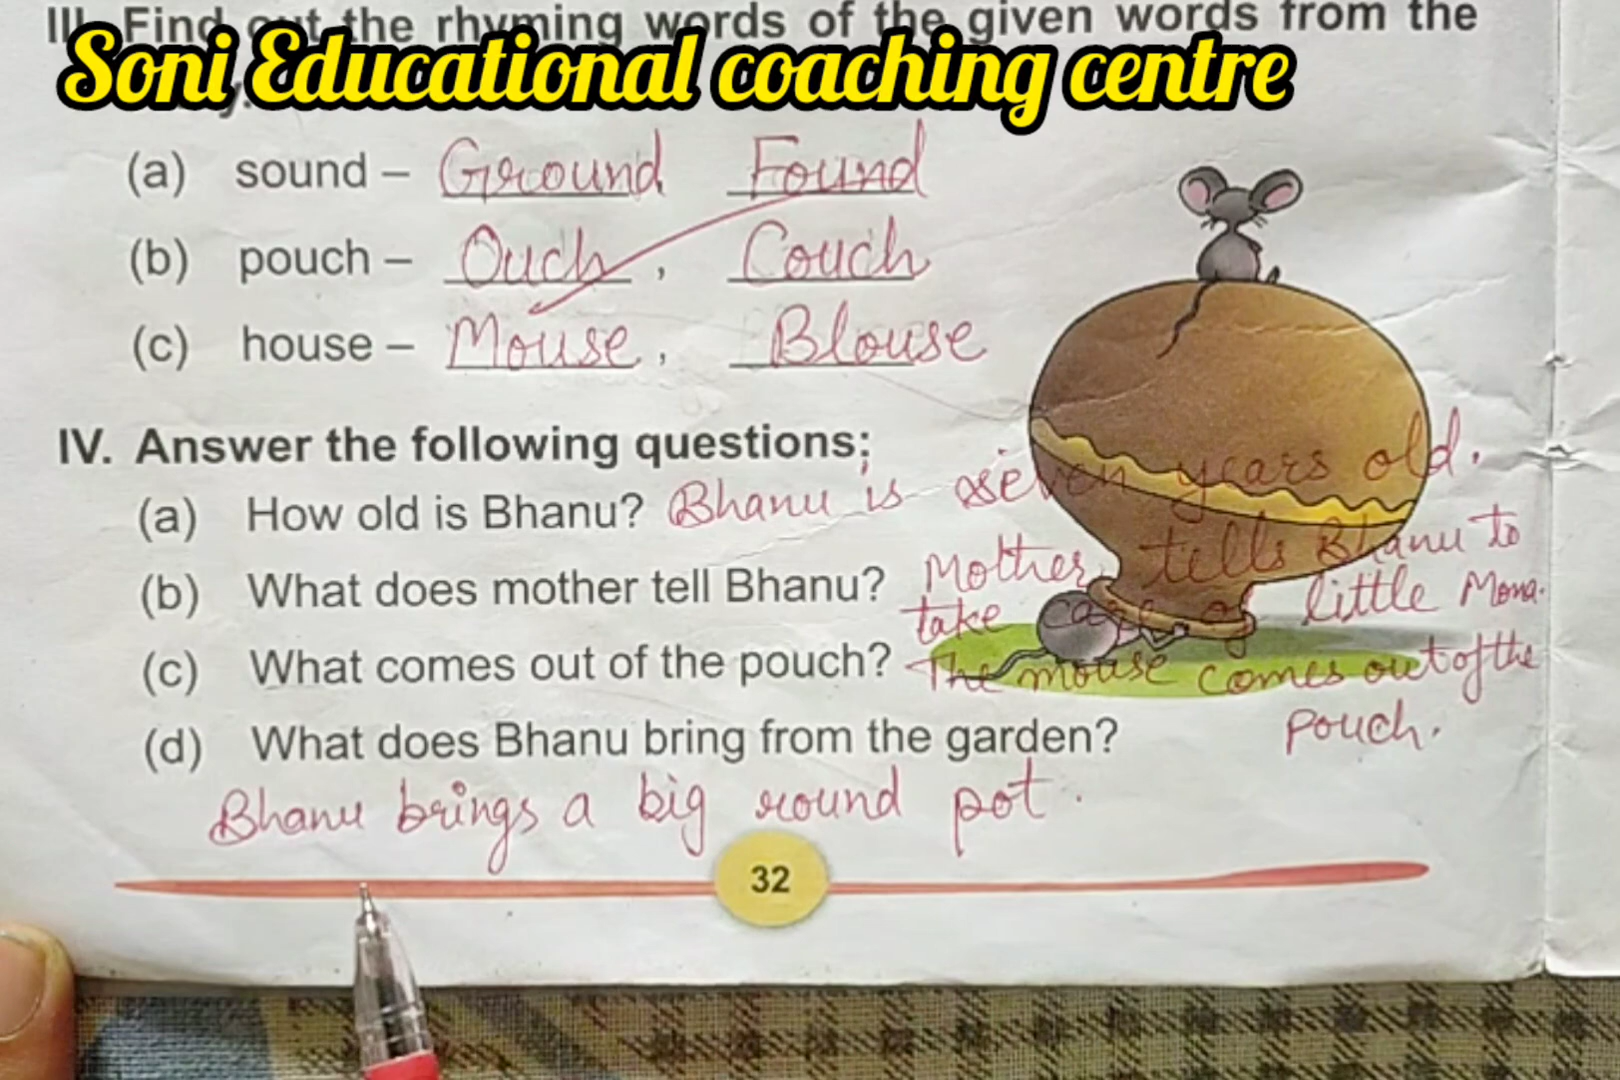 III. Find out the rhyming words of the given words from the
Soni Educational coaching centre
(a) sound – Ground Found
(b) pouch – Ouch , Couch
(c) house – Mouse , Blouse
IV. Answer the following questions;
(a) How old is Bhanu? Bhanu is seven years old.
(b) What does mother tell Bhanu? Mother tells Bhanu to
take care of little Mona.
(c) What comes out of the pouch? The mouse comes out of the
pouch.
(d) What does Bhanu bring from the garden?
Bhanu brings a big round pot.
32